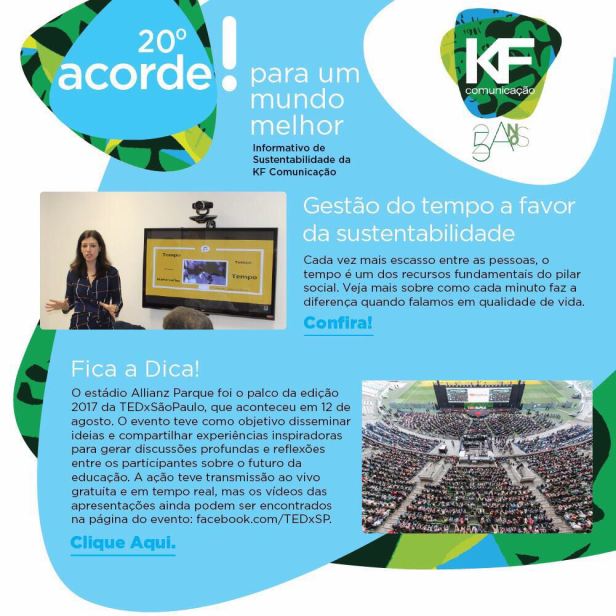 20º
acorde!
para um
mundo
melhor
Informativo de
Sustentabilidade da
KF Comunicação
KF
comunicação
25 ANOS
Gestão do tempo a favor
da sustentabilidade
Cada vez mais escasso entre as pessoas, o
tempo é um dos recursos fundamentais do pilar
social. Veja mais sobre como cada minuto faz a
diferença quando falamos em qualidade de vida.
Confira!
Tempo
Tempo
Tempo
Fica a Dica!
O estádio Allianz Parque foi o palco da edição
2017 da TEDxSãoPaulo, que aconteceu em 12 de
agosto. O evento teve como objetivo disseminar
ideias e compartilhar experiências inspiradoras
para gerar discussões profundas e reflexões
entre os participantes sobre o futuro da
educação. A ação teve transmissão ao vivo
gratuita e em tempo real, mas os vídeos das
apresentações ainda podem ser encontrados
na página do evento: facebook.com/TEDxSP.
Clique Aqui.